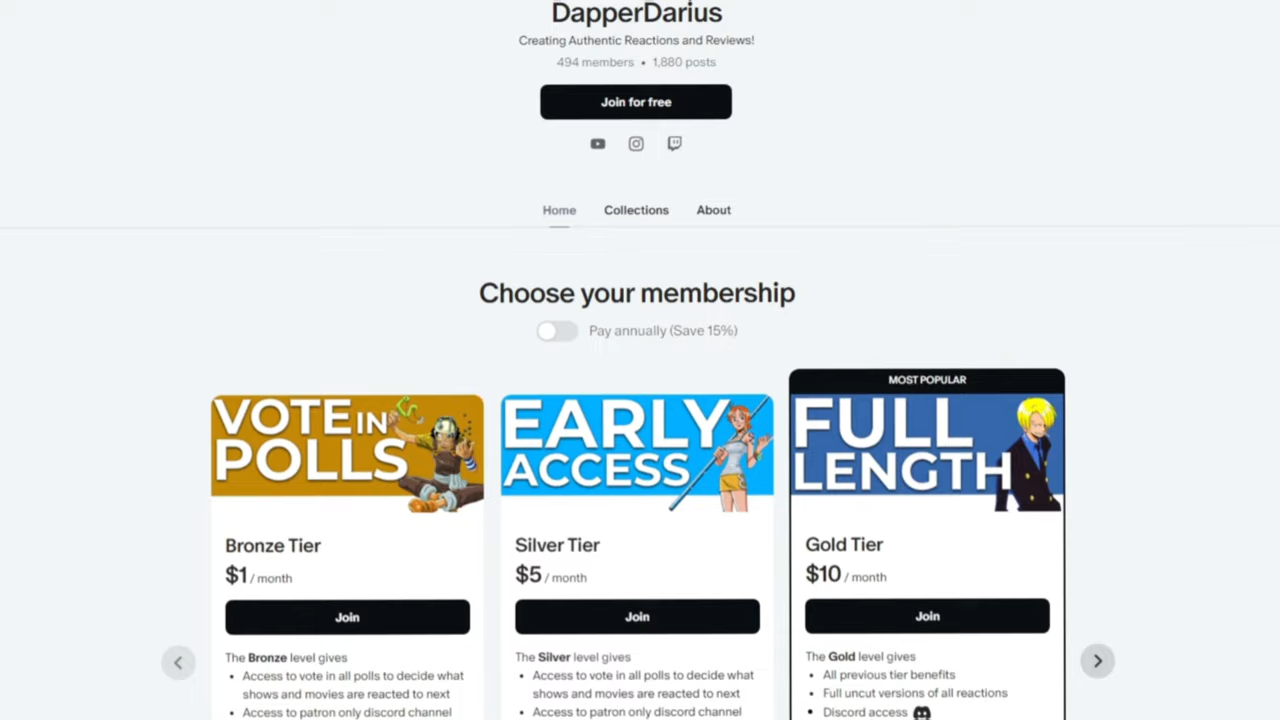 DapperDarius
Creating Authentic Reactions and Reviews!
494 members • 1,880 posts
Join for free
Home Collections About
Choose your membership
Pay annually (Save 15%)
VOTE IN
POLLS
Bronze Tier
$1 / month
Join
The Bronze level gives
• Access to vote in all polls to decide what
shows and movies are reacted to next
• Access to patron only discord channel
EARLY
ACCESS
Silver Tier
$5 / month
Join
The Silver level gives
• Access to vote in all polls to decide what
shows and movies are reacted to next
• Access to patron only discord channel
MOST POPULAR
FULL
LENGTH
Gold Tier
$10 / month
Join
The Gold level gives
• All previous tier benefits
• Full uncut versions of all reactions
• Discord access